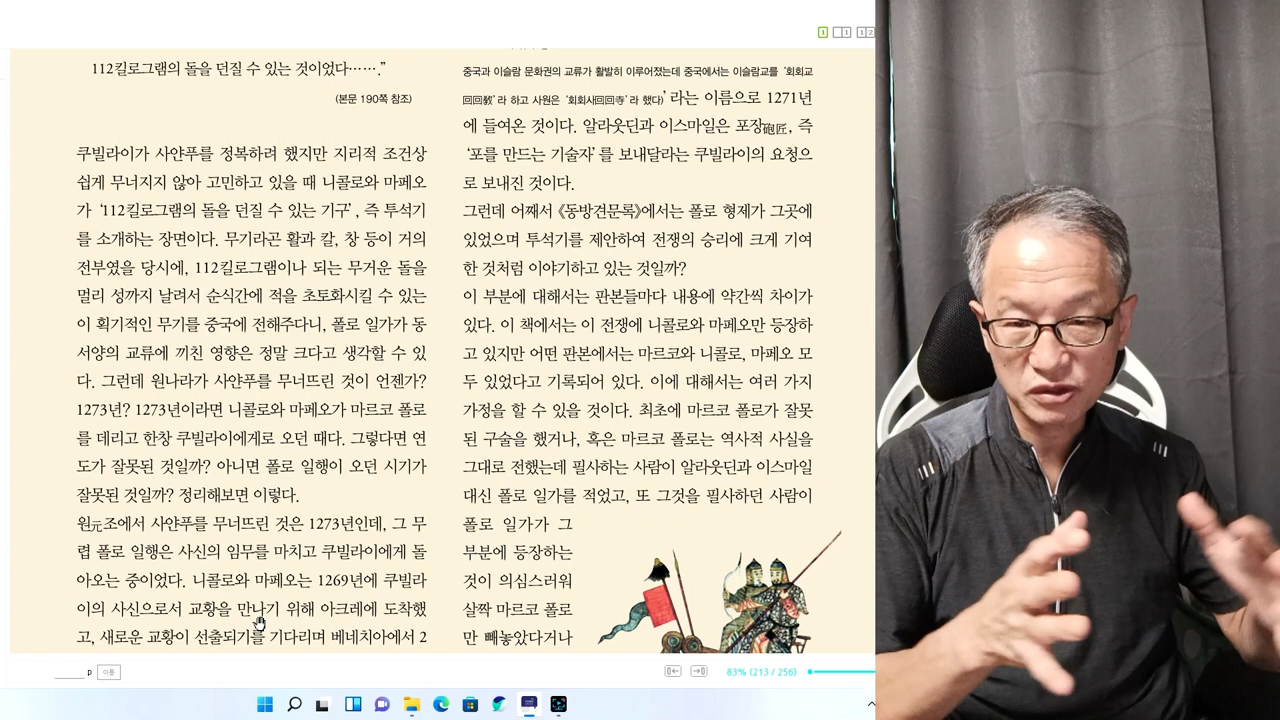 112킬로그램의 돌을 던질 수 있는 것이었다……."
(본문 190쪽 참조)
쿠빌라이가 사얀푸를 정복하려 했지만 지리적 조건상
쉽게 무너지지 않아 고민하고 있을 때 니콜로와 마페오
가 '112킬로그램의 돌을 던질 수 있는 기구', 즉 투석기
를 소개하는 장면이다. 무기라곤 활과 칼, 창 등이 거의
전부였을 당시에, 112킬로그램이나 되는 무거운 돌을
멀리 성까지 날려서 순식간에 적을 초토화시킬 수 있는
이 획기적인 무기를 중국에 전해주다니, 폴로 일가가 동
서양의 교류에 끼친 영향은 정말 크다고 생각할 수 있
다. 그런데 원나라가 사얀푸를 무너뜨린 것이 언젠가?
1273년? 1273년이라면 니콜로와 마페오가 마르코 폴로
를 데리고 한창 쿠빌라이에게로 오던 때다. 그렇다면 연
도가 잘못된 것일까? 아니면 폴로 일행이 오던 시기가
잘못된 것일까? 정리해보면 이렇다.
원元조에서 사얀푸를 무너뜨린 것은 1273년인데, 그 무
렵 폴로 일행은 사신의 임무를 마치고 쿠빌라이에게 돌
아오는 중이었다. 니콜로와 마페오는 1269년에 쿠빌라
이의 사신으로서 교황을 만나기 위해 아크레에 도착했
고, 새로운 교황이 선출되기를 기다리며 베네치아에서 2
중국과 이슬람 문화권의 교류가 활발히 이루어졌는데 중국에서는 이슬람교를 '회회교
回回敎'라 하고 사원은 '회회사回回寺'라 했다)'라는 이름으로 1271년
에 들여온 것이다. 알라웃딘과 이스마일은 포장砲匠, 즉
'포를 만드는 기술자'를 보내달라는 쿠빌라이의 요청으
로 보내진 것이다.
그런데 어째서 《동방견문록》에서는 폴로 형제가 그곳에
있었으며 투석기를 제안하여 전쟁의 승리에 크게 기여
한 것처럼 이야기하고 있는 것일까?
이 부분에 대해서는 판본들마다 내용에 약간씩 차이가
있다. 이 책에서는 이 전쟁에 니콜로와 마페오만 등장하
고 있지만 어떤 판본에서는 마르코와 니콜로, 마페오 모
두 있었다고 기록되어 있다. 이에 대해서는 여러 가지
가정을 할 수 있을 것이다. 최초에 마르코 폴로가 잘못
된 구술을 했거나, 혹은 마르코 폴로는 역사적 사실을
그대로 전했는데 필사하는 사람이 알라웃딘과 이스마일
대신 폴로 일가를 적었고, 또 그것을 필사하던 사람이
폴로 일가가 그
부분에 등장하는
것이 의심스러워
살짝 마르코 폴로
만 빼놓았다거나
p 이동
83% (213 / 256)